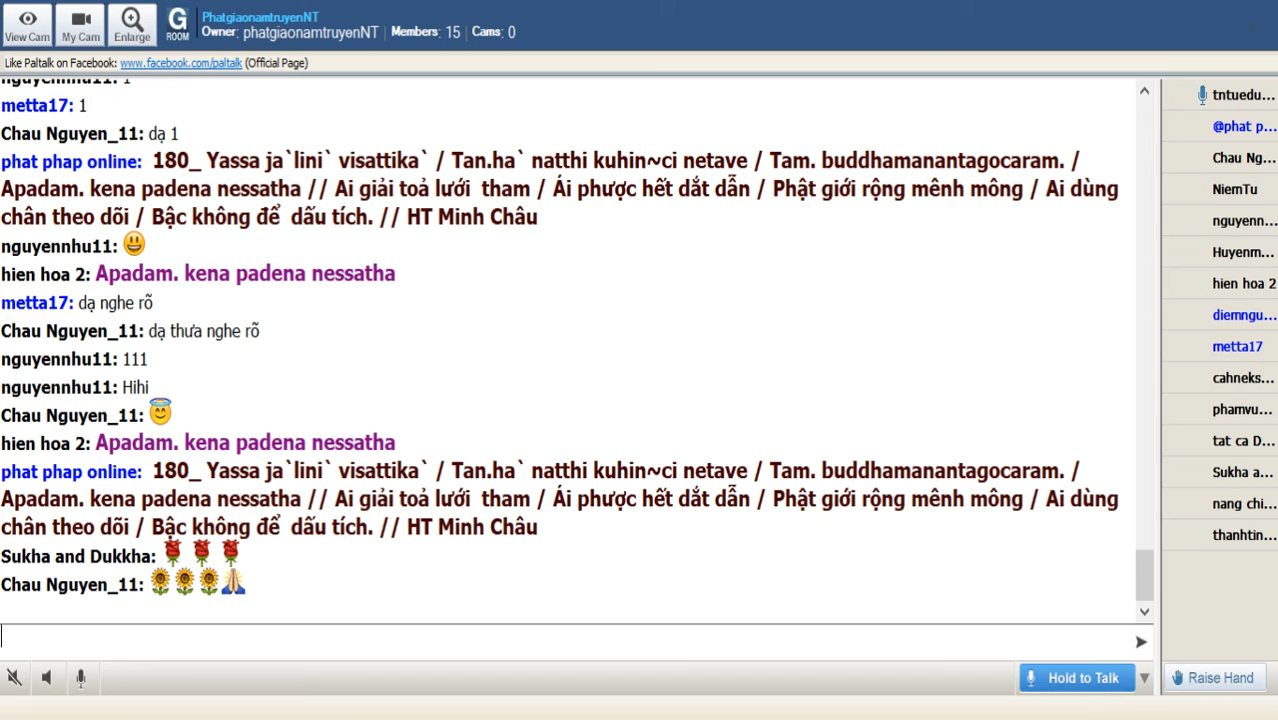 PhatgiaonamtruyenNT
View Cam
My Cam
Enlarge
G
ROOM
Owner: phatgiaonamtruyenNT
Members: 15
Cams: 0
Like Paltalk on Facebook: www.facebook.com/paltalk (Official Page)
nguyennhu11: 1
metta17: 1
Chau Nguyen_11: dạ 1
phat phap online: 180_ Yassa ja`lini` visattika` / Tan.ha` natthi kuhin~ci netave / Tam. buddhamanantagocaram. /
Apadam. kena padena nessatha // Ai giải toả lưới tham / Ái phược hết dắt dẫn / Phật giới rộng mênh mông / Ai dùng
chân theo dõi / Bậc không để dấu tích. // HT Minh Châu
nguyennhu11:
hien hoa 2: Apadam. kena padena nessatha
metta17: dạ nghe rõ
Chau Nguyen_11: dạ thưa nghe rõ
nguyennhu11: 111
nguyennhu11: Hihi
Chau Nguyen_11:
hien hoa 2: Apadam. kena padena nessatha
phat phap online: 180_ Yassa ja`lini` visattika` / Tan.ha` natthi kuhin~ci netave / Tam. buddhamanantagocaram. /
Apadam. kena padena nessatha // Ai giải toả lưới tham / Ái phược hết dắt dẫn / Phật giới rộng mênh mông / Ai dùng
chân theo dõi / Bậc không để dấu tích. // HT Minh Châu
Sukha and Dukkha:
Chau Nguyen_11:
tntuedu...
@phat p...
Chau Ng...
NiemTu
nguyenn...
Huyenm...
hien hoa 2
diemngu...
metta17
cahneks...
phamvu...
tat ca D...
Sukha a...
nang chi...
thanhtin...
Hold to Talk
Raise Hand